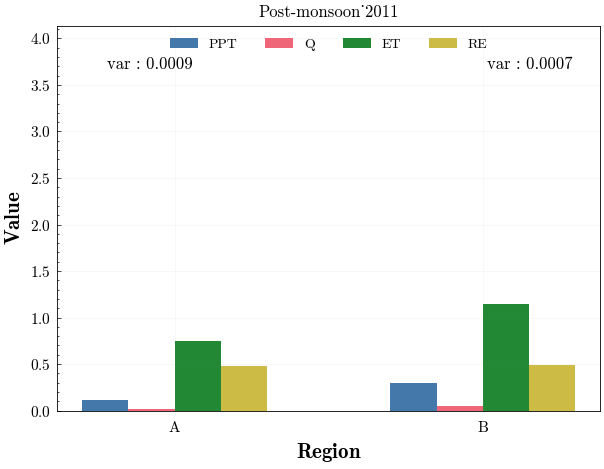 Post-monsoon˙2011
PPT Q ET RE
var : 0.0009
var : 0.0007
4.0
3.5
3.0
2.5
2.0
1.5
1.0
0.5
0.0
Value
A B
Region